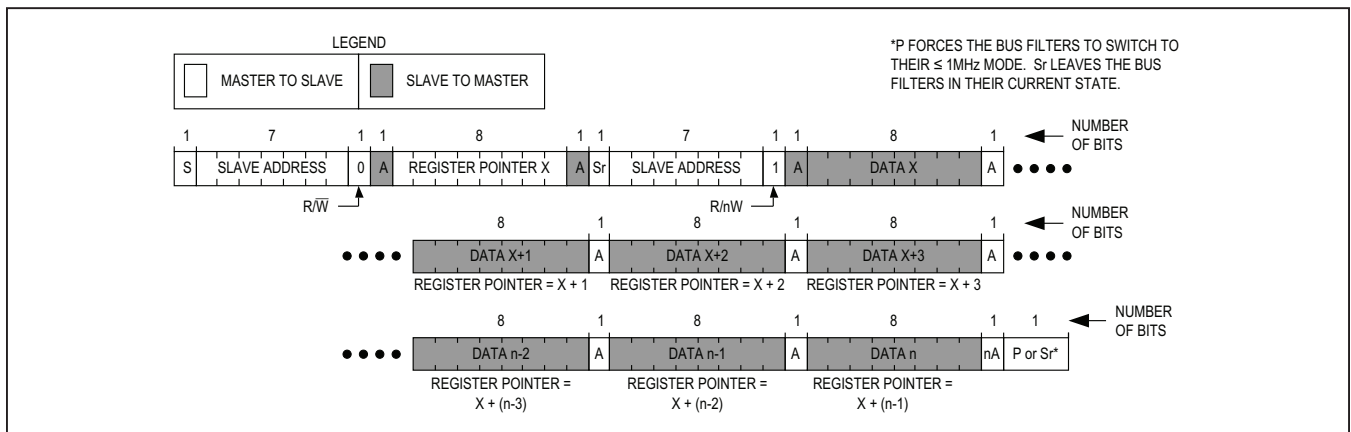 LEGEND
MASTER TO SLAVE SLAVE TO MASTER
*P FORCES THE BUS FILTERS TO SWITCH TO
THEIR ≤ 1MHz MODE. Sr LEAVES THE BUS
FILTERS IN THEIR CURRENT STATE.
1 7 1 1 8 1 1 7 1 1 8 1 NUMBER
OF BITS
S SLAVE ADDRESS 0 A REGISTER POINTER X A Sr SLAVE ADDRESS 1 A DATA X A
R/W̅ R/nW
8 1 8 1 8 1 NUMBER
OF BITS
DATA X+1 A DATA X+2 A DATA X+3 A
REGISTER POINTER = X + 1 REGISTER POINTER = X + 2 REGISTER POINTER = X + 3
8 1 8 1 8 1 1 NUMBER
OF BITS
DATA n-2 A DATA n-1 A DATA n nA P or Sr*
REGISTER POINTER = REGISTER POINTER = REGISTER POINTER =
X + (n-3) X + (n-2) X + (n-1)